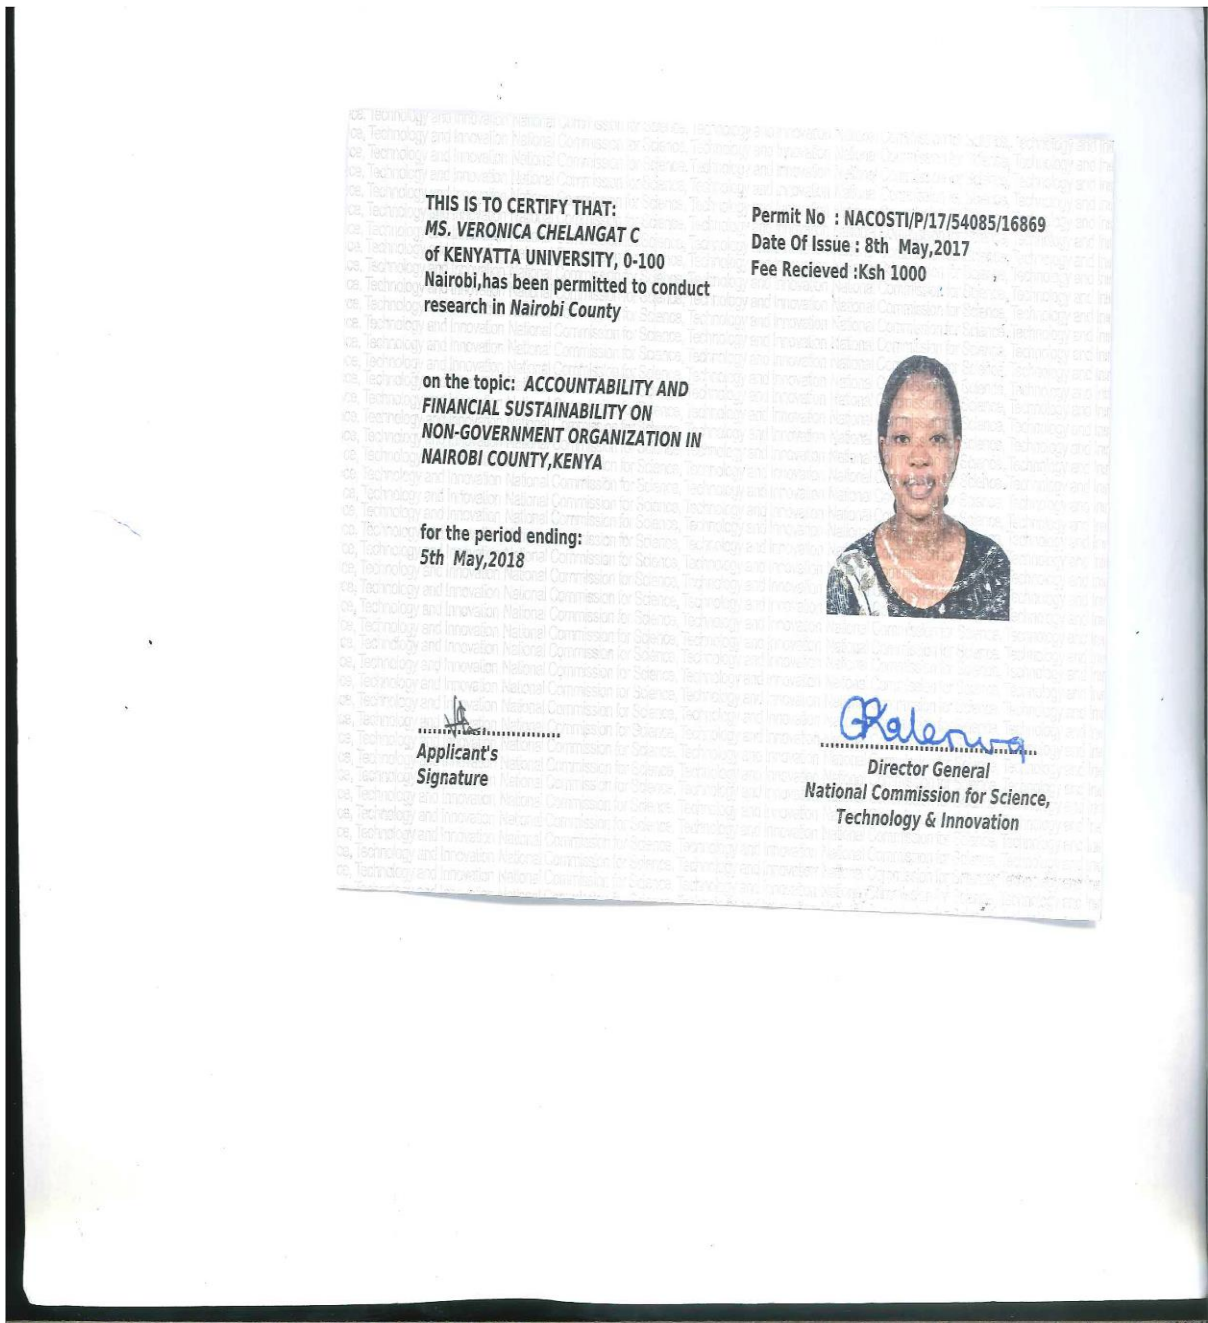 THIS IS TO CERTIFY THAT:
MS. VERONICA CHELANGAT C
of KENYATTA UNIVERSITY, 0-100
Nairobi,has been permitted to conduct
research in Nairobi County
on the topic: ACCOUNTABILITY AND
FINANCIAL SUSTAINABILITY ON
NON-GOVERNMENT ORGANIZATION IN
NAIROBI COUNTY,KENYA
for the period ending:
5th May,2018
Applicant's
Signature
Permit No : NACOSTI/P/17/54085/16869
Date Of Issue : 8th May,2017
Fee Recieved :Ksh 1000
Director General
National Commission for Science,
Technology & Innovation